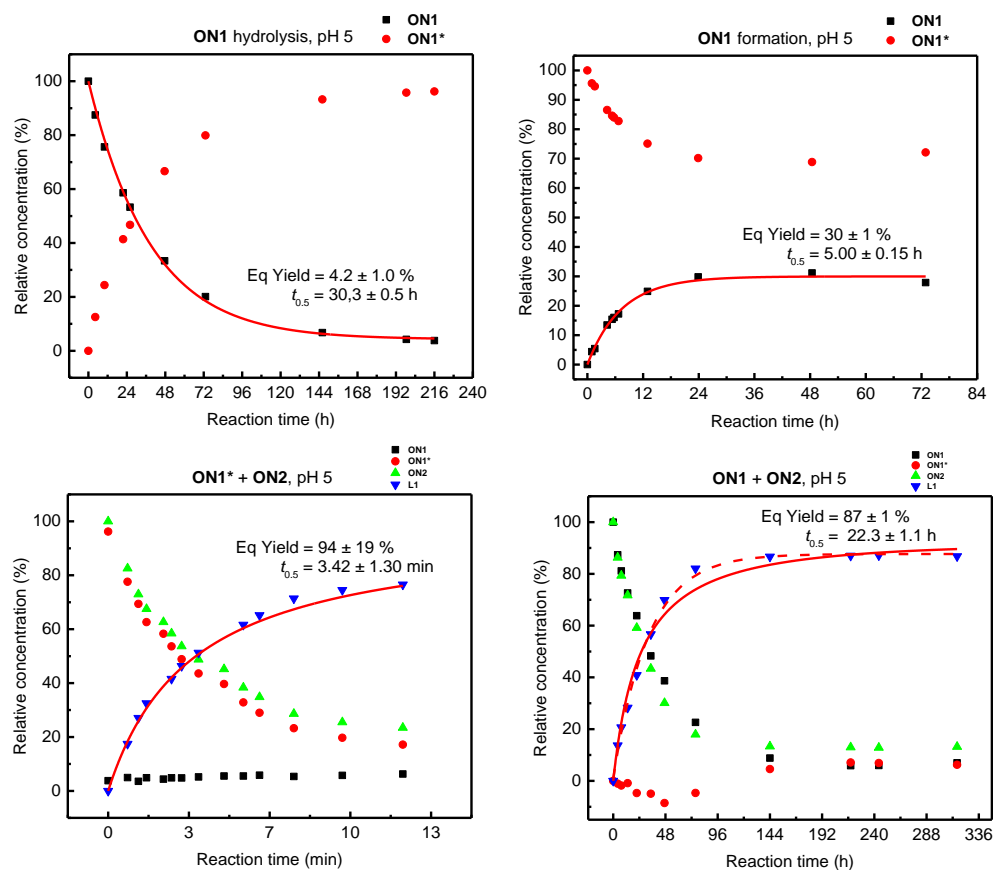 ON1 hydrolysis, pH 5
ON1
ON1*
Relative concentration (%)
100
80
60
40
20
0
Eq Yield = 4.2 ± 1.0 %
t0.5 = 30,3 ± 0.5 h
0 24 48 72 96 120 144 168 192 216 240
Reaction time (h)
ON1 formation, pH 5
ON1
ON1*
Relative concentration (%)
100
90
80
70
60
50
40
30
20
10
0
Eq Yield = 30 ± 1 %
t0.5 = 5.00 ± 0.15 h
0 12 24 36 48 60 72 84
Reaction time (h)
ON1* + ON2, pH 5
ON1
ON1*
ON2
L1
Relative concentration (%)
100
80
60
40
20
0
Eq Yield = 94 ± 19 %
t0.5 = 3.42 ± 1.30 min
0 3 7 10 13
Reaction time (min)
ON1 + ON2, pH 5
ON1
ON1*
ON2
L1
Relative concentration (%)
100
80
60
40
20
0
Eq Yield = 87 ± 1 %
t0.5 = 22.3 ± 1.1 h
0 48 96 144 192 240 288 336
Reaction time (h)